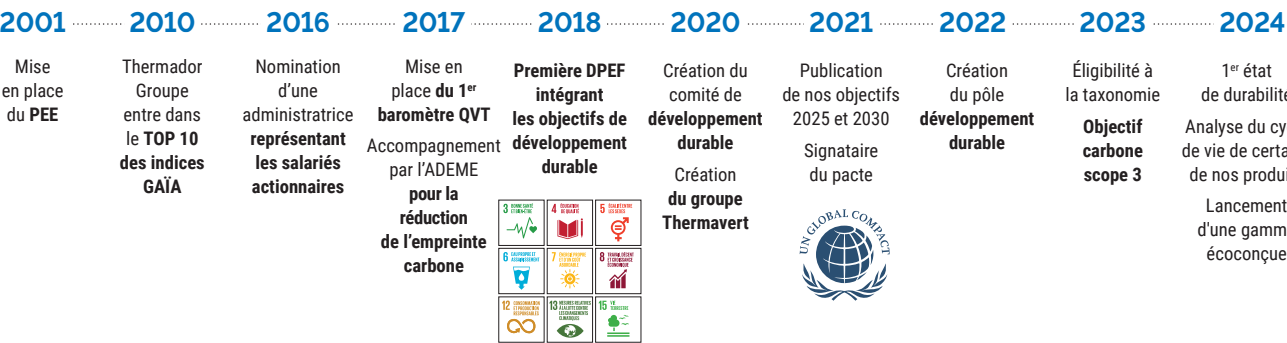 2001
2010
2016
2017
2018
2020
2021
2022
2023
2024
Mise
en place
du PEE
Thermador
Groupe
entre dans
le TOP 10
des indices
GAÏA
Nomination
d'une
administratrice
représentant
les salariés
actionnaires
Mise en
place du 1er
baromètre QVT
Accompagnement
par l'ADEME
pour la
réduction
de l'empreinte
carbone
Première DPEF
intégrant
les objectifs de
développement
durable
3 BONNE SANTÉ
ET BIEN-ÊTRE
4 ÉDUCATION
DE QUALITÉ
5 ÉGALITÉ ENTRE
LES SEXES
6 EAU PROPRE ET
ASSAINISSEMENT
7 ÉNERGIE PROPRE
ET D'UN COÛT
ABORDABLE
8 TRAVAIL DÉCENT
ET CROISSANCE
ÉCONOMIQUE
12 CONSOMMATION
ET PRODUCTION
RESPONSABLES
13 MESURES RELATIVES
À LA LUTTE CONTRE
LES CHANGEMENTS
CLIMATIQUES
15 VIE
TERRESTRE
Création du
comité de
développement
durable
Création
du groupe
Thermavert
Publication
de nos objectifs
2025 et 2030
Signataire
du pacte
UN GLOBAL COMPACT
Création
du pôle
développement
durable
Éligibilité à
la taxonomie
Objectif
carbone
scope 3
1er état
de durabilité
Analyse du cy
de vie de certa
de nos produi
Lancement
d'une gamm
écoconçue